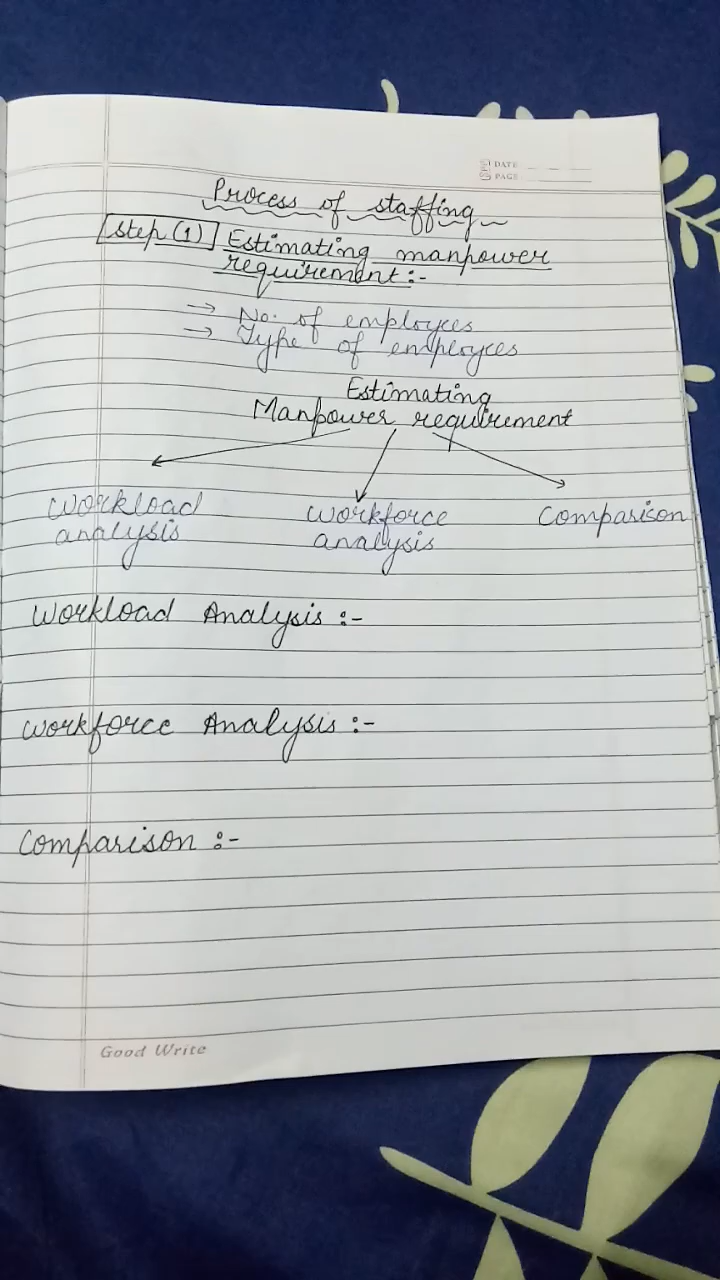 DATE
PAGE
Process of staffing
Step (1) Estimating manpower
requirement:-
→ No. of employees
→ Type of employees
Estimating
Manpower requirement
Workload
analysis
Workforce
analysis
Comparison
Workload Analysis :-
Workforce Analysis :-
Comparison :-
Good Write